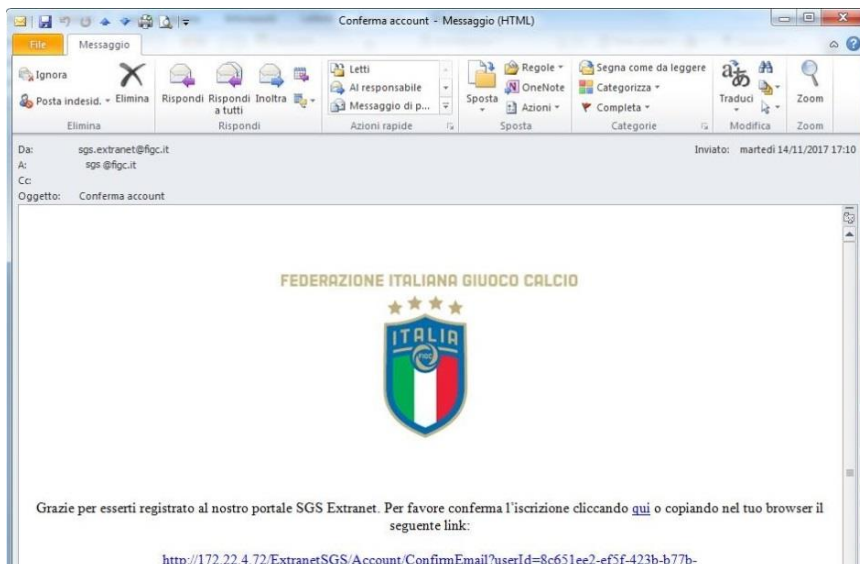 Conferma account - Messaggio (HTML)
File Messaggio
Ignora
Posta indesid.
Elimina
Rispondi
Rispondi a tutti
Inoltra
Letti
Al responsabile
Messaggio di p...
Sposta
Regole
OneNote
Azioni
Segna come da leggere
Categorizza
Completa
Traduci
Zoom
Elimina Rispondi Azioni rapide Sposta Categorie Modifica Zoom
Da: sgs.extranet@figc.it Inviato: martedì 14/11/2017 17:10
A: sgs @figc.it
Cc:
Oggetto: Conferma account
FEDERAZIONE ITALIANA GIUOCO CALCIO
ITALIA
FIGC
Grazie per esserti registrato al nostro portale SGS Extranet. Per favore conferma l'iscrizione cliccando qui o copiando nel tuo browser il
seguente link:
http://172.22.4.72/ExtranetSGS/Account/ConfirmEmail?userId=8c651ee2-ef5f-423b-b77b-